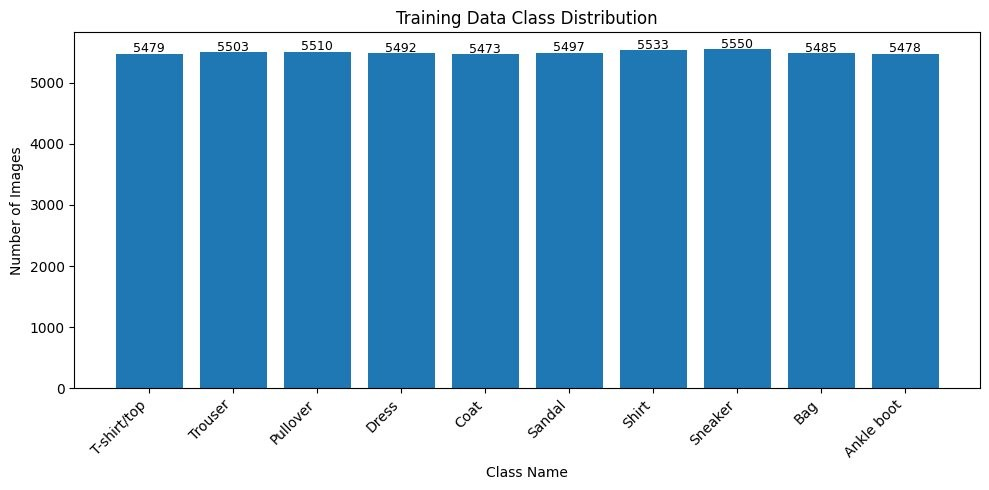 Training Data Class Distribution
5479 5503 5510 5492 5473 5497 5533 5550 5485 5478
5000
4000
3000
2000
1000
0
Number of Images
T-shirt/top Trouser Pullover Dress Coat Sandal Shirt Sneaker Bag Ankle boot
Class Name